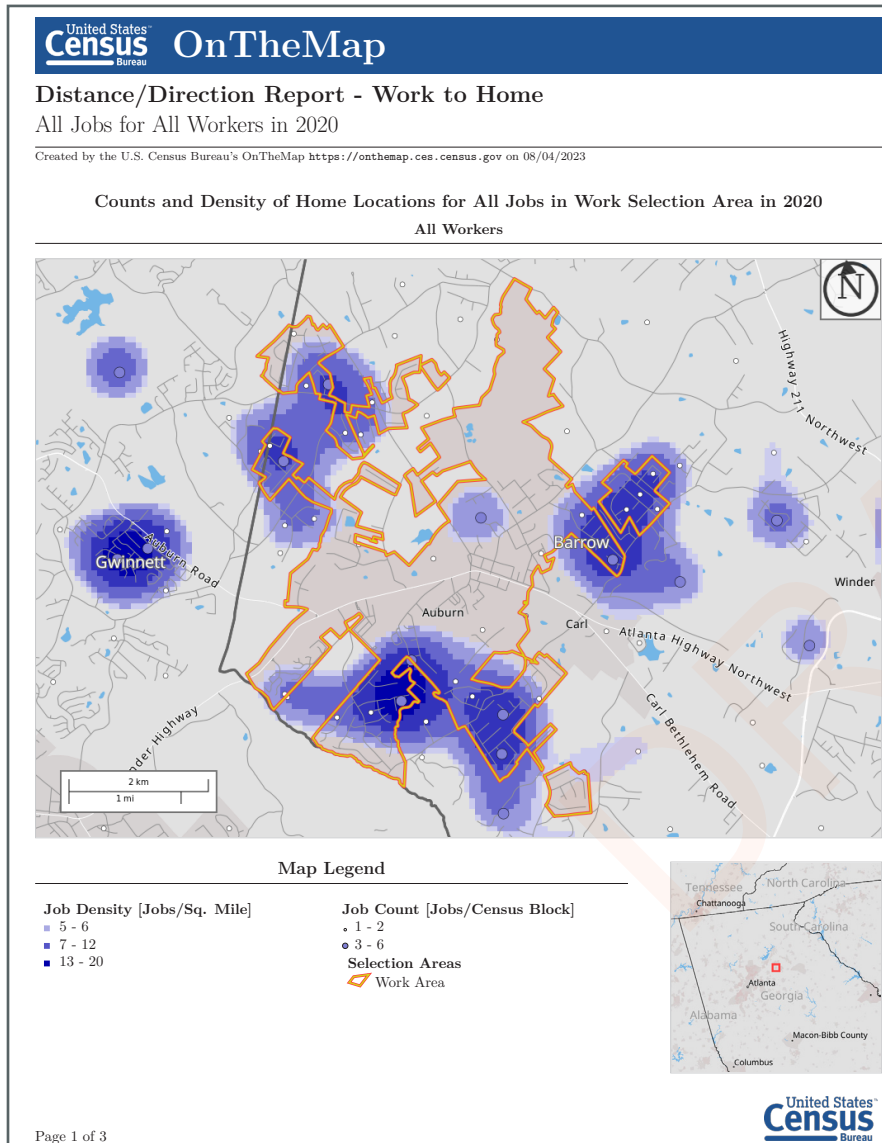 United States™
Census
Bureau
OnTheMap
Distance/Direction Report - Work to Home
All Jobs for All Workers in 2020
Created by the U.S. Census Bureau's OnTheMap https://onthemap.ces.census.gov on 08/04/2023
Counts and Density of Home Locations for All Jobs in Work Selection Area in 2020
All Workers
N
Highway 211 Northwest
Auburn Road
Gwinnett
Barrow
Winder
Auburn
Carl
Atlanta Highway Northwest
Carl Bethlehem Road
nder Highway
2 km
1 mi
Map Legend
Job Density [Jobs/Sq. Mile]
5 - 6
7 - 12
13 - 20
Job Count [Jobs/Census Block]
1 - 2
3 - 6
Selection Areas
Work Area
Tennessee
North Carolina
Chattanooga
South Carolina
Atlanta
Georgia
Alabama
Macon-Bibb County
Columbus
United States™
Census
Bureau
Page 1 of 3